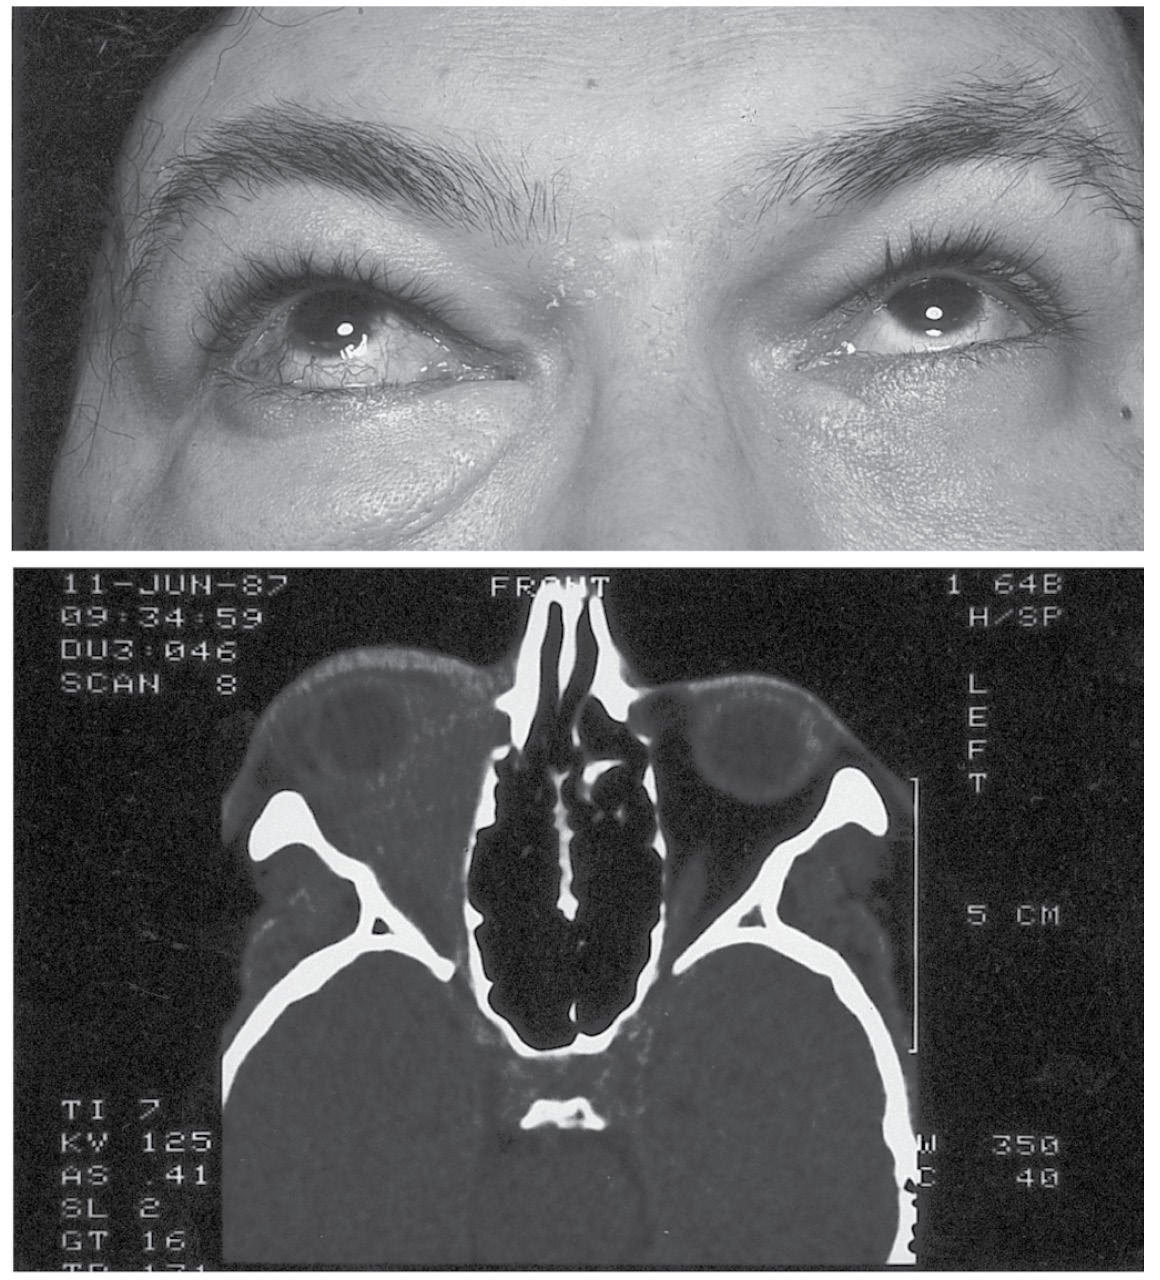 11-JUN-87
09:34:59
DU3:046
SCAN 8
FRONT
1 64B
H/SP
L
E
F
T
5 CM
TI 7
KV 125
AS .41
SL 2
GT 16
W 350
C 40